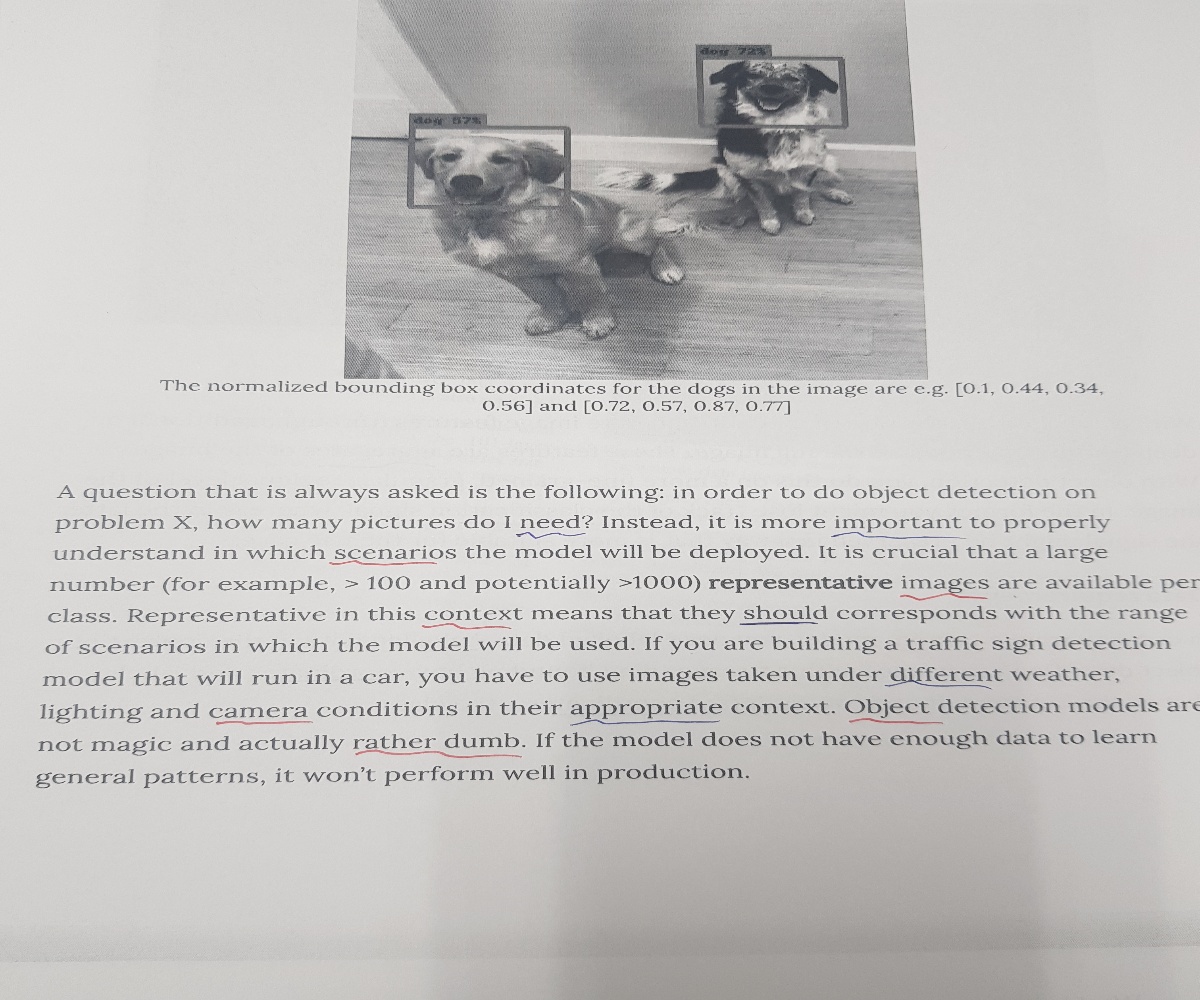 dog 72%
dog 57%
The normalized bounding box coordinates for the dogs in the image are e.g. [0.1, 0.44, 0.34,
0.56] and [0.72, 0.57, 0.87, 0.77]
A question that is always asked is the following: in order to do object detection on
problem X, how many pictures do I need? Instead, it is more important to properly
understand in which scenarios the model will be deployed. It is crucial that a large
number (for example, > 100 and potentially >1000) representative images are available per
class. Representative in this context means that they should corresponds with the range
of scenarios in which the model will be used. If you are building a traffic sign detection
model that will run in a car, you have to use images taken under different weather,
lighting and camera conditions in their appropriate context. Object detection models are
not magic and actually rather dumb. If the model does not have enough data to learn
general patterns, it won’t perform well in production.